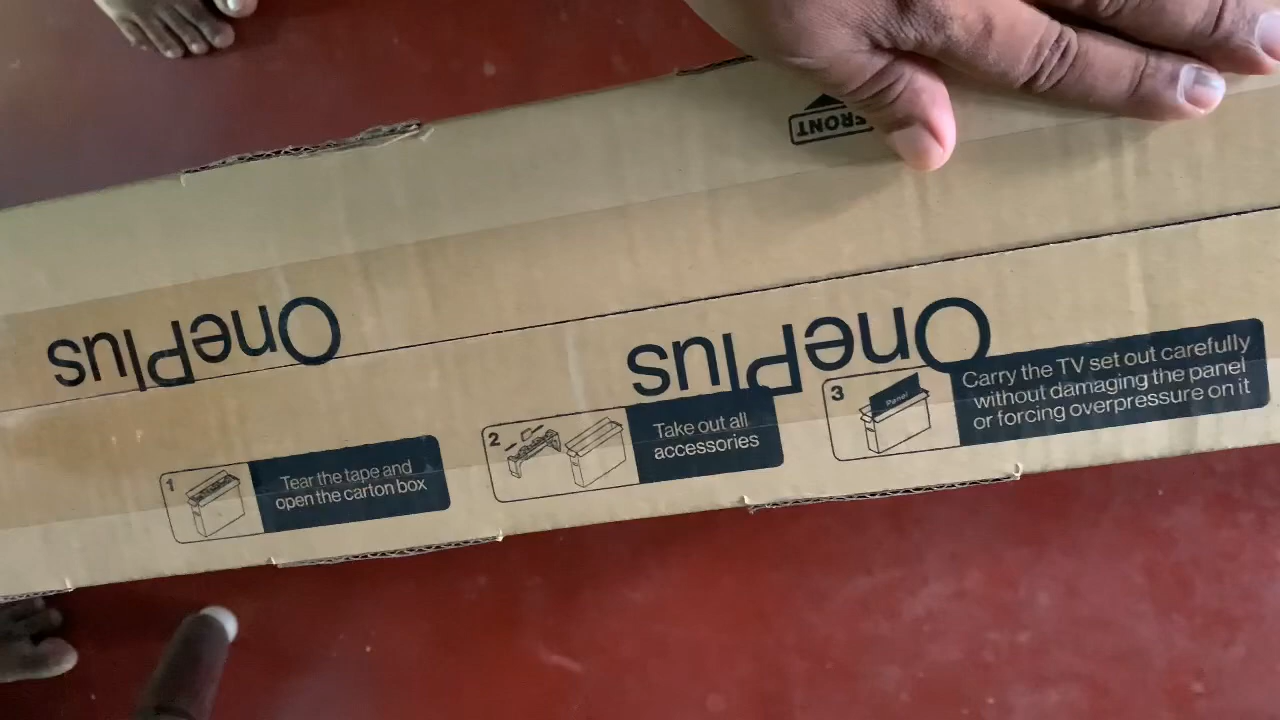 FRONT
OnePlus
OnePlus
1
Tear the tape and
open the carton box
2
Take out all
accessories
3
Panel
Carry the TV set out carefully
without damaging the panel
or forcing overpressure on it